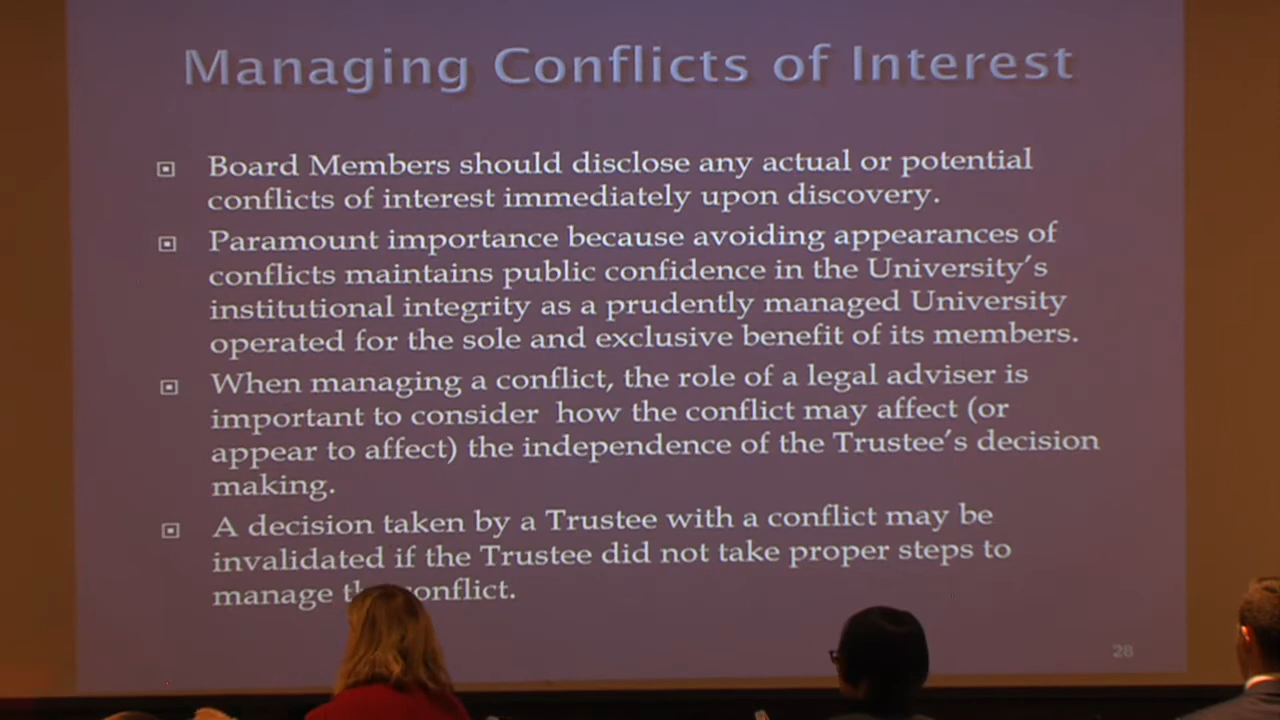 Managing Conflicts of Interest
Board Members should disclose any actual or potential
conflicts of interest immediately upon discovery.
Paramount importance because avoiding appearances of
conflicts maintains public confidence in the University's
institutional integrity as a prudently managed University
operated for the sole and exclusive benefit of its members.
When managing a conflict, the role of a legal adviser is
important to consider how the conflict may affect (or
appear to affect) the independence of the Trustee's decision
making.
A decision taken by a Trustee with a conflict may be
invalidated if the Trustee did not take proper steps to
manage conflict.
28